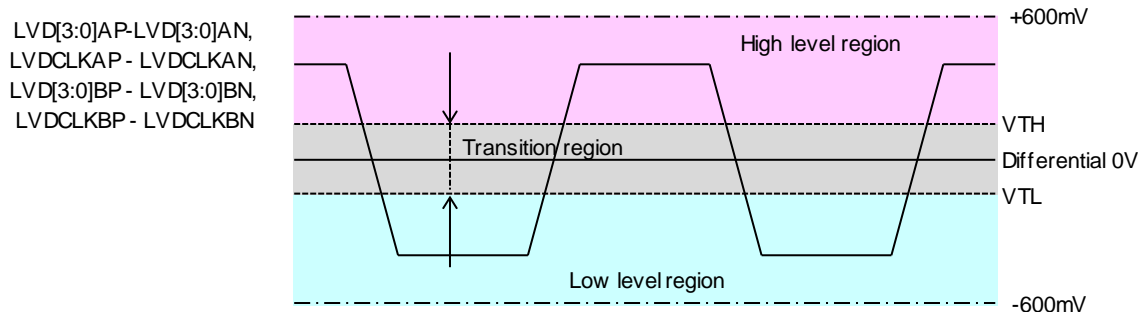 LVD[3:0]AP-LVD[3:0]AN,
LVDCLKAP - LVDCLKAN,
LVD[3:0]BP - LVD[3:0]BN,
LVDCLKBP - LVDCLKBN
+600mV
High level region
VTH
Transition region
Differential 0V
VTL
Low level region
-600mV